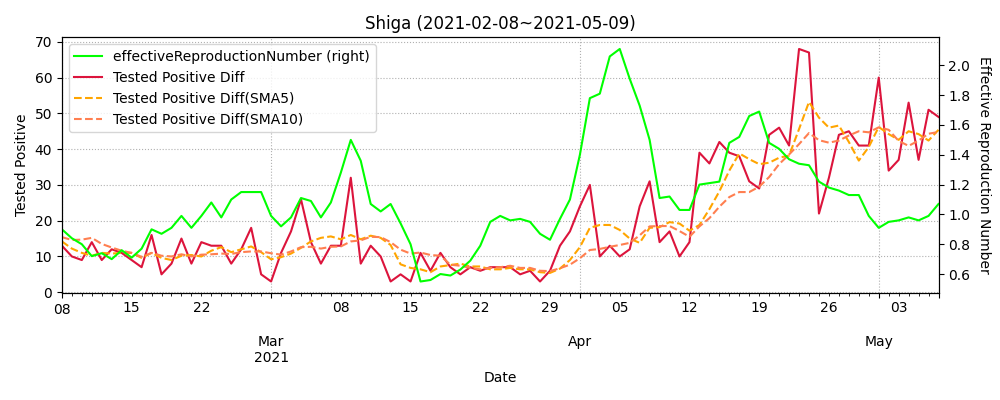 Shiga (2021-02-08~2021-05-09)
effectiveReproductionNumber (right)
Tested Positive Diff
Tested Positive Diff(SMA5)
Tested Positive Diff(SMA10)
Tested Positive
70
60
50
40
30
20
10
0
2.0
1.8
1.6
1.4
1.2
1.0
0.8
0.6
Effective Reproduction Number
08 15 22 08 15 22 05 12 19 26 03
Mar Apr May
2021
Date